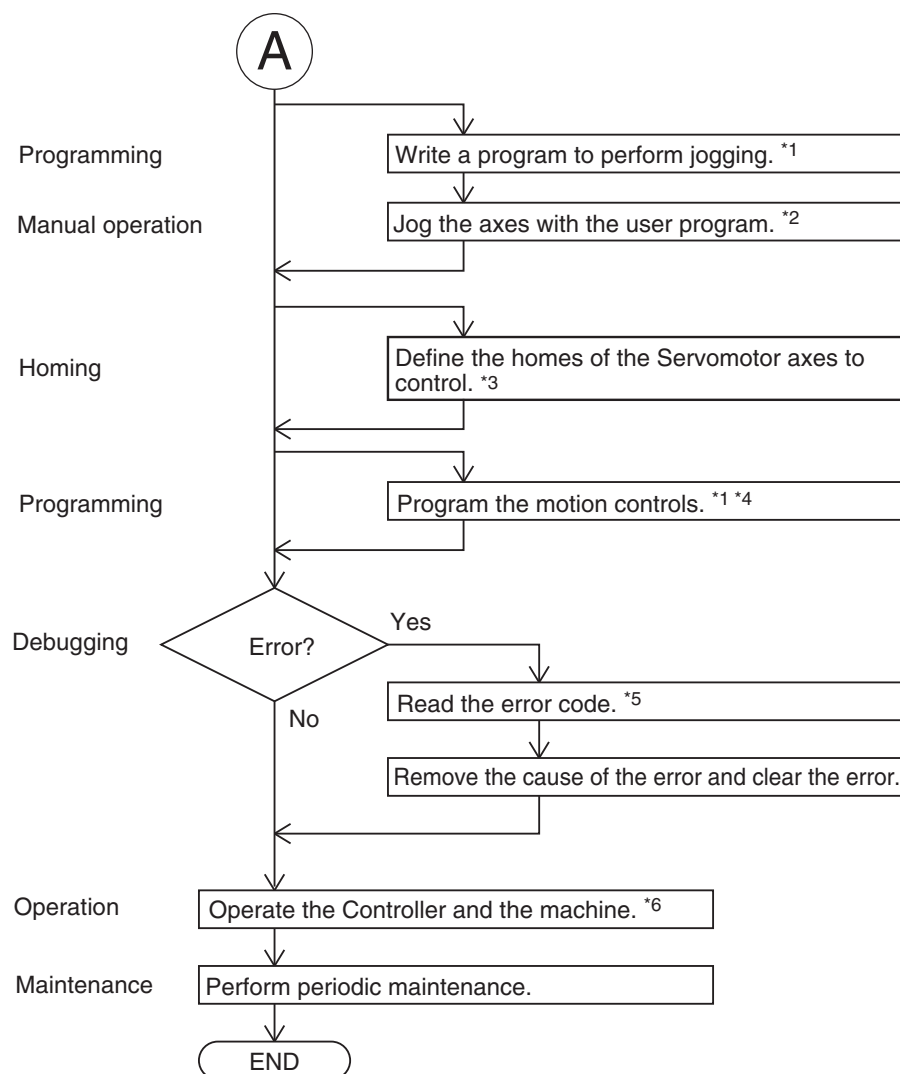 A
Programming
Write a program to perform jogging. *1
Manual operation
Jog the axes with the user program. *2
Homing
Define the homes of the Servomotor axes to
control. *3
Programming
Program the motion controls. *1 *4
Debugging
Error?
Yes
No
Read the error code. *5
Remove the cause of the error and clear the error.
Operation
Operate the Controller and the machine. *6
Maintenance
Perform periodic maintenance.
END